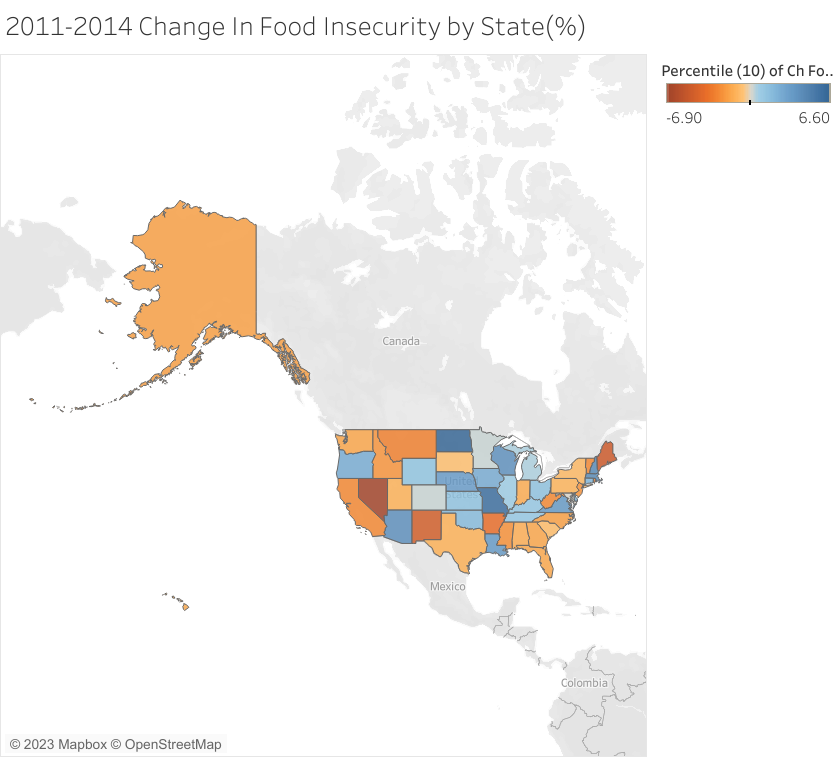 2011-2014 Change In Food Insecurity by State(%)
Percentile (10) of Ch Fo..
-6.90 6.60
Canada
United
States
Mexico
Colombia
© 2023 Mapbox © OpenStreetMap